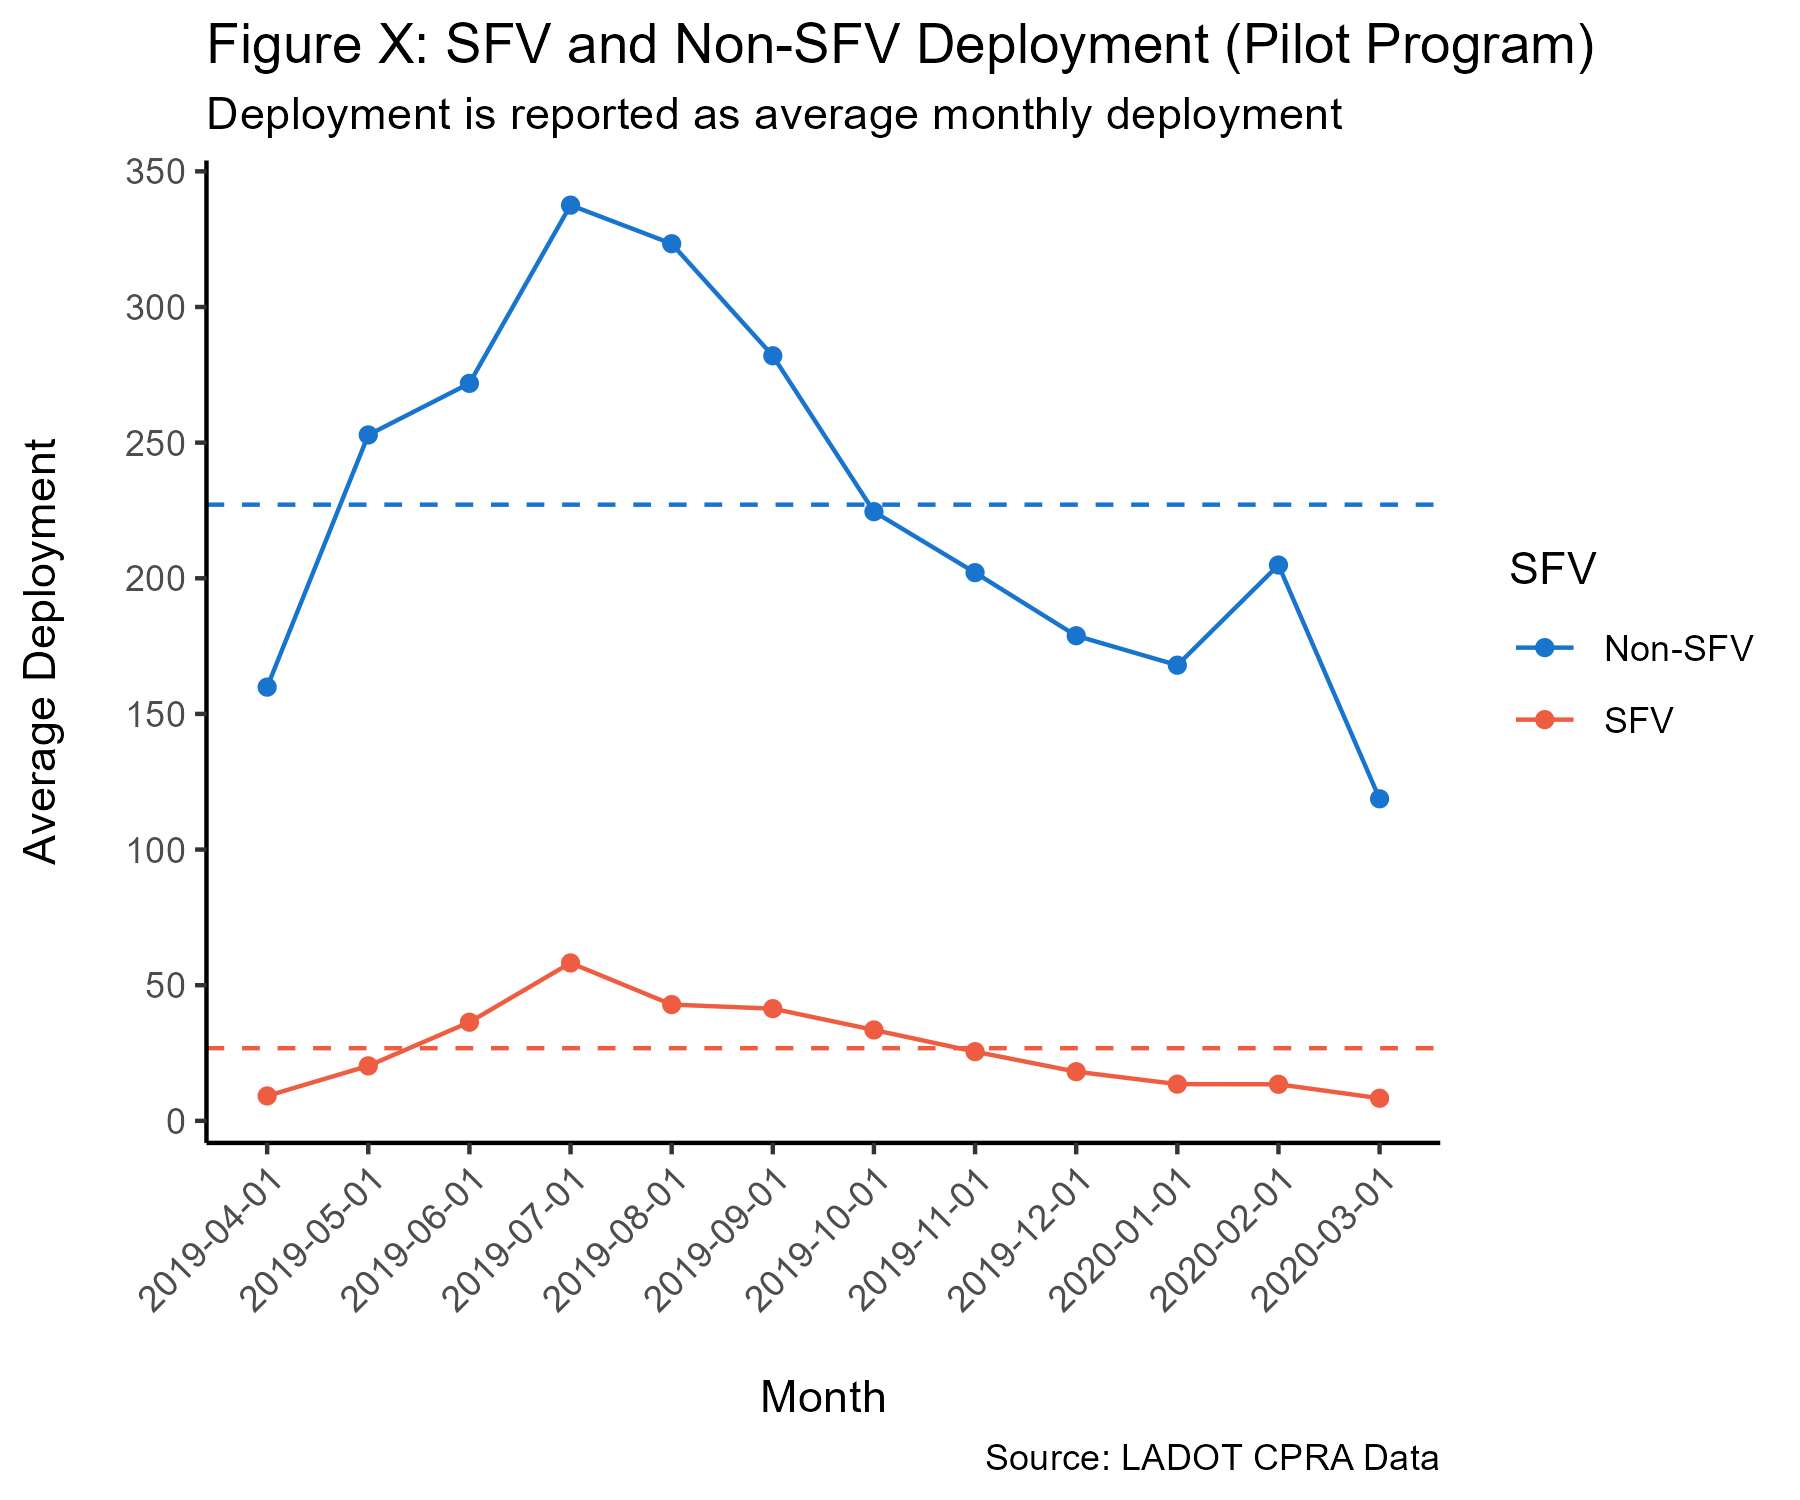 Figure X: SFV and Non-SFV Deployment (Pilot Program)
Deployment is reported as average monthly deployment
350
300
250
200
150
100
50
0
Average Deployment
2019-04-01
2019-05-01
2019-06-01
2019-07-01
2019-08-01
2019-09-01
2019-10-01
2019-11-01
2019-12-01
2020-01-01
2020-02-01
2020-03-01
Month
SFV
Non-SFV
SFV
Source: LADOT CPRA Data